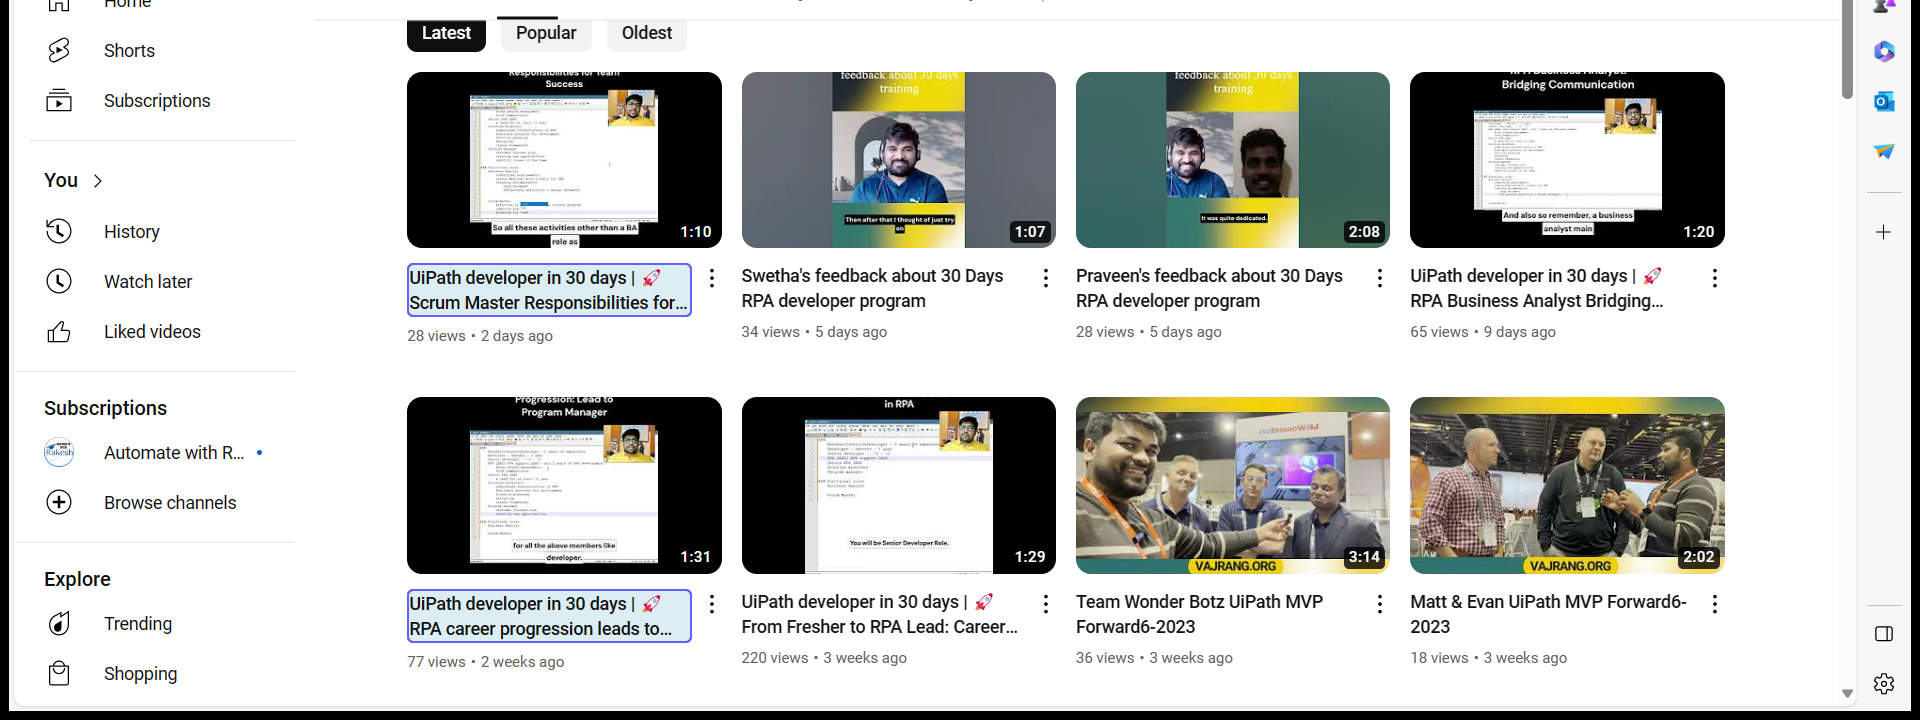 Home
Shorts
Subscriptions
You
History
Watch later
Liked videos
Subscriptions
Automate with R...
Browse channels
Explore
Trending
Shopping
Latest
Popular
Oldest
Responsibilities for Team
Success
So all these activities other than a BA
role as
1:10
feedback about 30 days
training
Then after that I thought of just try
on
1:07
feedback about 30 days
training
It was quite dedicated.
2:08
RPA Business Analyst:
Bridging Communication
And also so remember, a business
analyst main
1:20
UiPath developer in 30 days | 🚀
Scrum Master Responsibilities for...
28 views • 2 days ago
Swetha's feedback about 30 Days
RPA developer program
34 views • 5 days ago
Praveen's feedback about 30 Days
RPA developer program
28 views • 5 days ago
UiPath developer in 30 days | 🚀
RPA Business Analyst Bridging...
65 views • 9 days ago
Progression: Lead to
Program Manager
for all the above members like
developer.
1:31
in RPA
You will be Senior Developer Role.
1:29
VAJRANG.ORG
3:14
VAJRANG.ORG
2:02
UiPath developer in 30 days | 🚀
RPA career progression leads to...
77 views • 2 weeks ago
UiPath developer in 30 days | 🚀
From Fresher to RPA Lead: Career...
220 views • 3 weeks ago
Team Wonder Botz UiPath MVP
Forward6-2023
36 views • 3 weeks ago
Matt & Evan UiPath MVP Forward6-
2023
18 views • 3 weeks ago